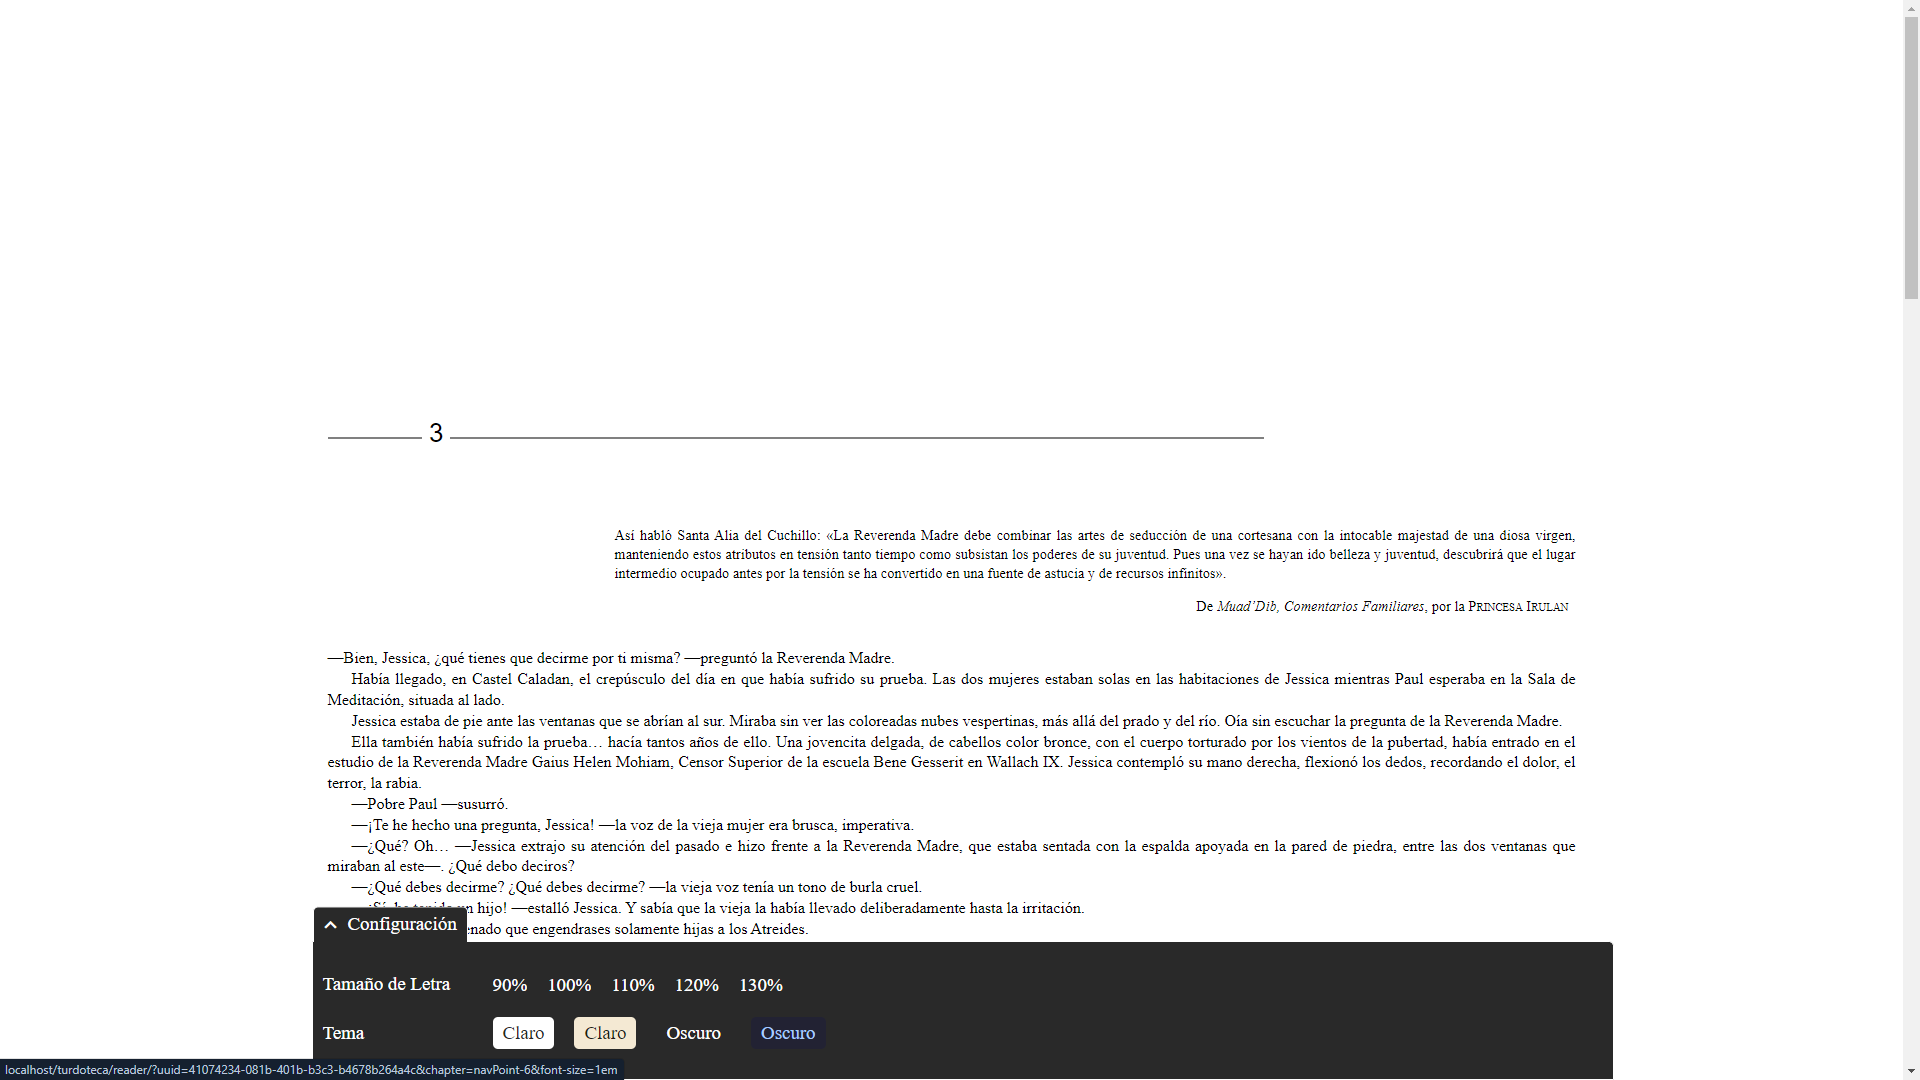 3
Así habló Santa Alia del Cuchillo: «La Reverenda Madre debe combinar las artes de seducción de una cortesana con la intocable majestad de una diosa virgen,
manteniendo estos atributos en tensión tanto tiempo como subsistan los poderes de su juventud. Pues una vez se hayan ido belleza y juventud, descubrirá que el lugar
intermedio ocupado antes por la tensión se ha convertido en una fuente de astucia y de recursos infinitos».
De Muad’Dib, Comentarios Familiares, por la PRINCESA IRULAN
—Bien, Jessica, ¿qué tienes que decirme por ti misma? —preguntó la Reverenda Madre.
Había llegado, en Castel Caladan, el crepúsculo del día en que había sufrido su prueba. Las dos mujeres estaban solas en las habitaciones de Jessica mientras Paul esperaba en la Sala de
Meditación, situada al lado.
Jessica estaba de pie ante las ventanas que se abrían al sur. Miraba sin ver las coloreadas nubes vespertinas, más allá del prado y del río. Oía sin escuchar la pregunta de la Reverenda Madre.
Ella también había sufrido la prueba… hacía tantos años de ello. Una jovencita delgada, de cabellos color bronce, con el cuerpo torturado por los vientos de la pubertad, había entrado en el
estudio de la Reverenda Madre Gaius Helen Mohiam, Censor Superior de la escuela Bene Gesserit en Wallach IX. Jessica contempló su mano derecha, flexionó los dedos, recordando el dolor, el
terror, la rabia.
—Pobre Paul —susurró.
—¡Te he hecho una pregunta, Jessica! —la voz de la vieja mujer era brusca, imperativa.
—¿Qué? Oh… —Jessica extrajo su atención del pasado e hizo frente a la Reverenda Madre, que estaba sentada con la espalda apoyada en la pared de piedra, entre las dos ventanas que
miraban al este—. ¿Qué debo deciros?
—¿Qué debes decirme? ¿Qué debes decirme? —la vieja voz tenía un tono de burla cruel.
hijo! —estalló Jessica. Y sabía que la vieja la había llevado deliberadamente hasta la irritación.
nado que engendrases solamente hijas a los Atreides.
Configuración
Tamaño de Letra 90% 100% 110% 120% 130%
Tema Claro Claro Oscuro Oscuro
localhost/turdoteca/reader/?uuid=41074234-081b-401b-b3c3-b4678b264a4c&chapter=navPoint-6&font-size=1em